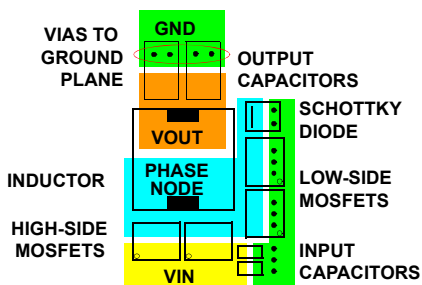 GND
VIAS TO
GROUND
PLANE
OUTPUT
CAPACITORS
VOUT
SCHOTTKY
DIODE
INDUCTOR
PHASE
NODE
LOW-SIDE
MOSFETS
HIGH-SIDE
MOSFETS
VIN
INPUT
CAPACITORS